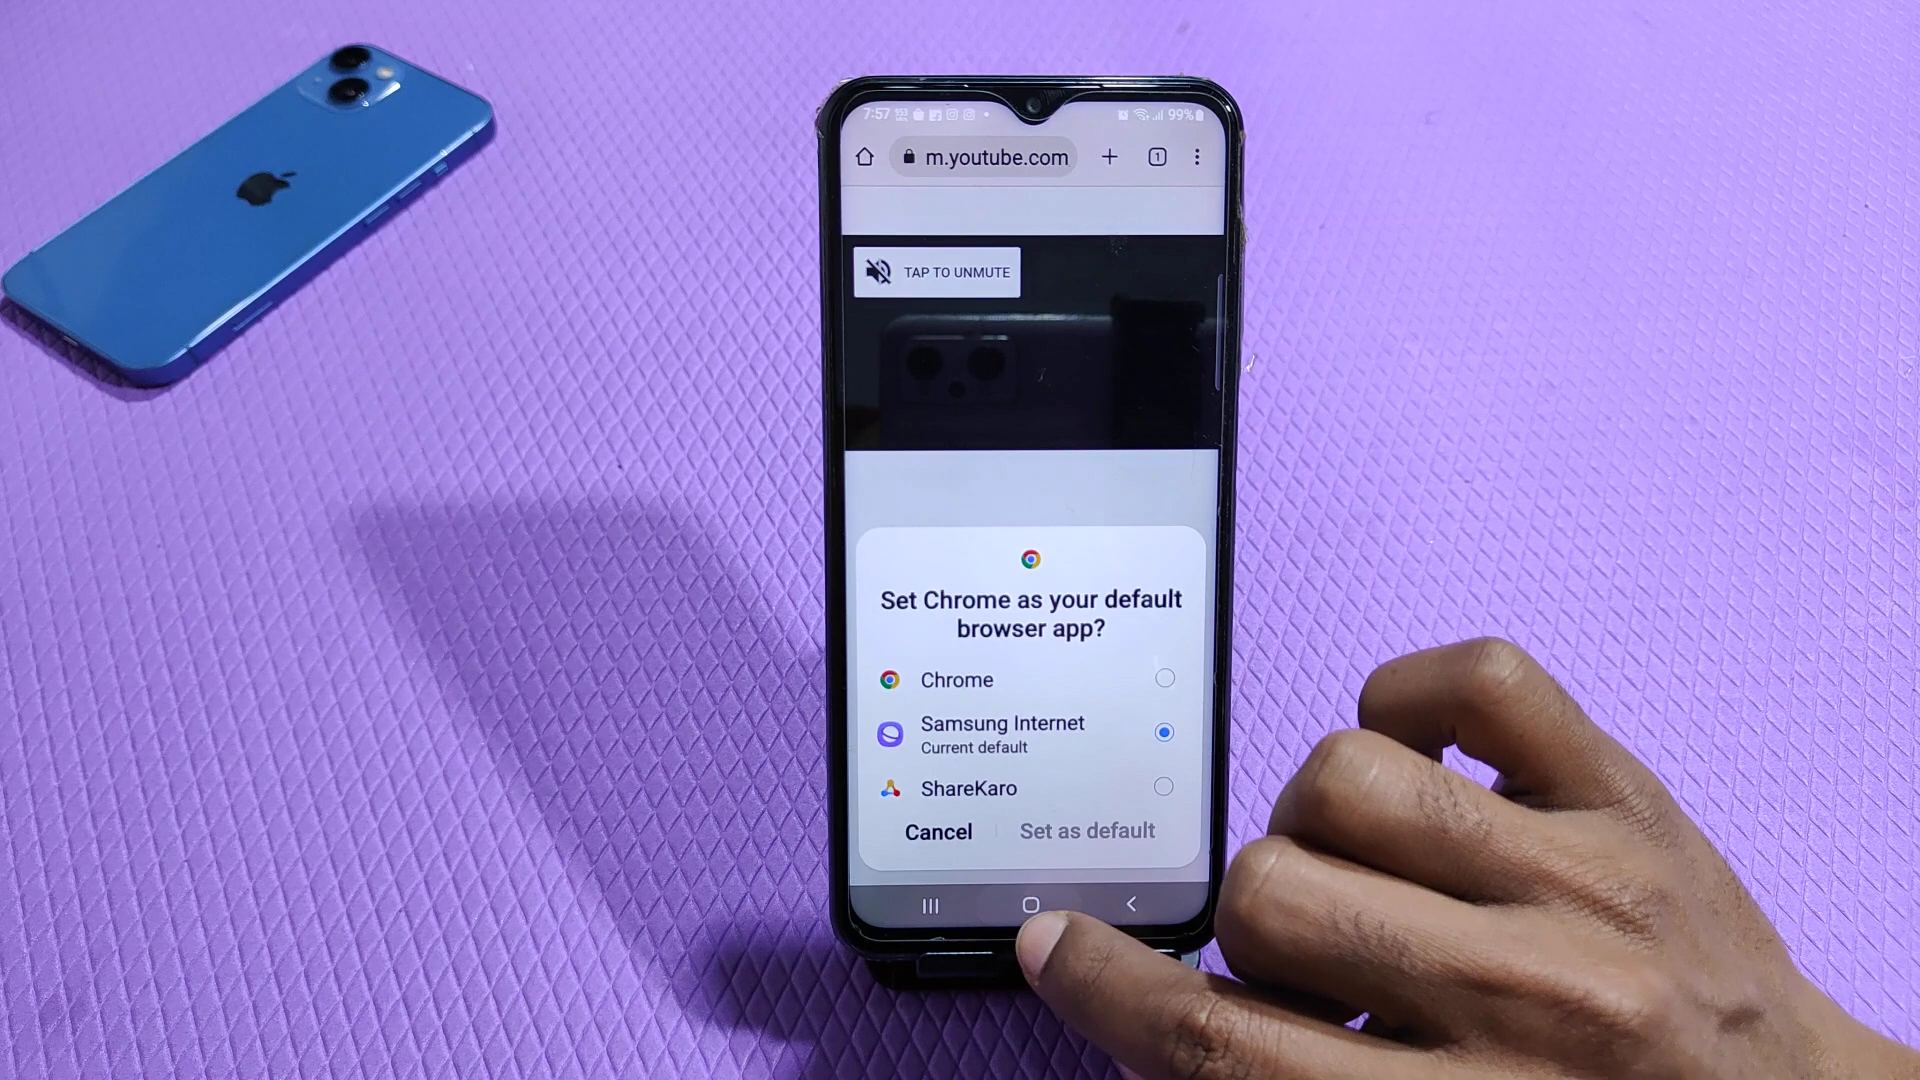 7:57
99%
m.youtube.com
1
TAP TO UNMUTE
Set Chrome as your default
browser app?
Chrome
Samsung Internet
Current default
ShareKaro
Cancel
Set as default